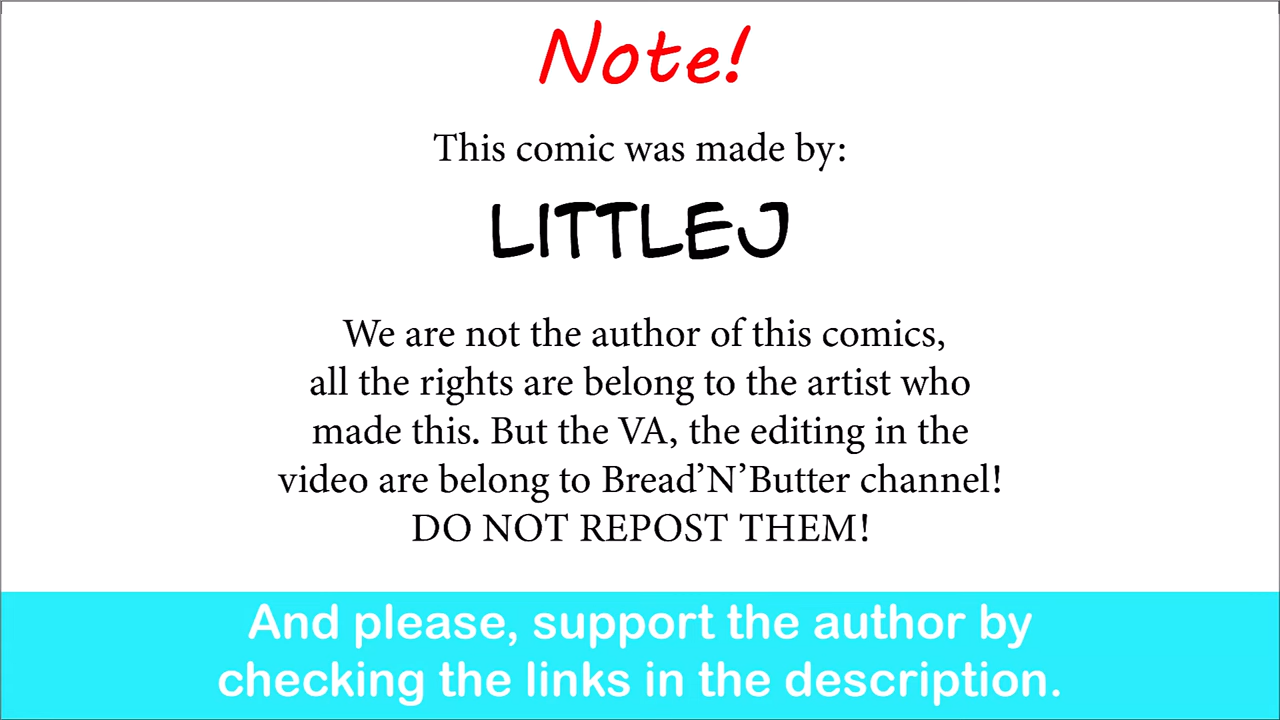 Note!
This comic was made by:
LITTLEJ
We are not the author of this comics,
all the rights are belong to the artist who
made this. But the VA, the editing in the
video are belong to Bread’N’Butter channel!
DO NOT REPOST THEM!
And please, support the author by
checking the links in the description.